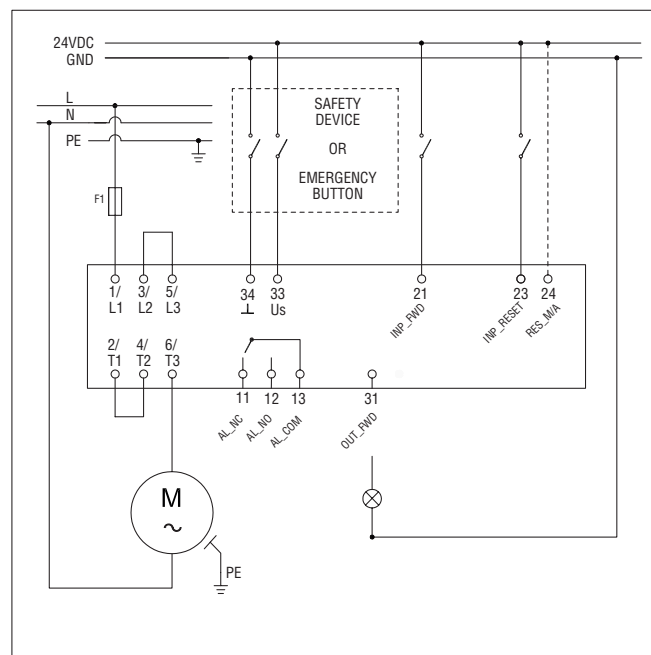 24VDC
GND
L
N
PE
F1
SAFETY
DEVICE
OR
EMERGENCY
BUTTON
1/
L1
3/
L2
5/
L3
34
⊥
33
Us
21
INP_FWD
23
INP_RESET
24
RES_M/A
2/
T1
4/
T2
6/
T3
11
AL_NC
12
AL_NO
13
AL_COM
31
OUT_FWD
M
~
PE